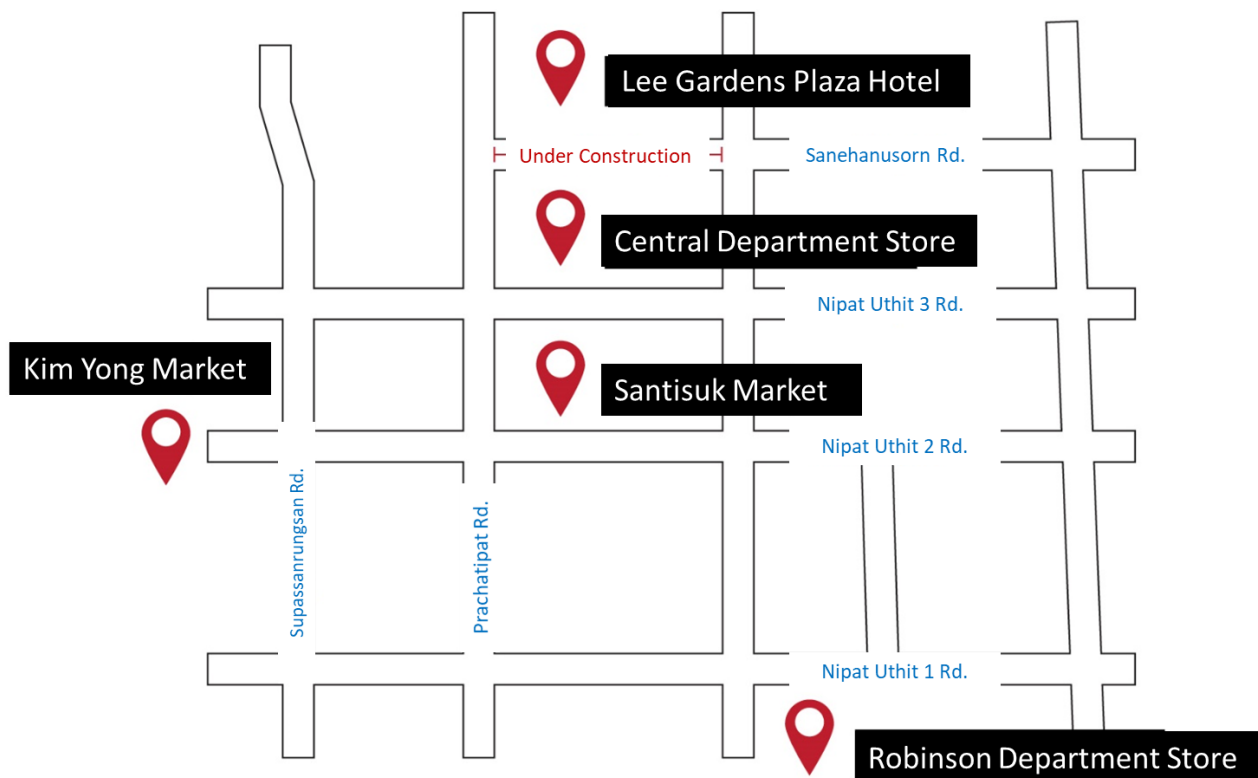 Lee Gardens Plaza Hotel
Under Construction
Sanehanusorn Rd.
Central Department Store
Nipat Uthit 3 Rd.
Kim Yong Market
Santisuk Market
Nipat Uthit 2 Rd.
Supassanrungsan Rd.
Prachatipat Rd.
Nipat Uthit 1 Rd.
Robinson Department Store